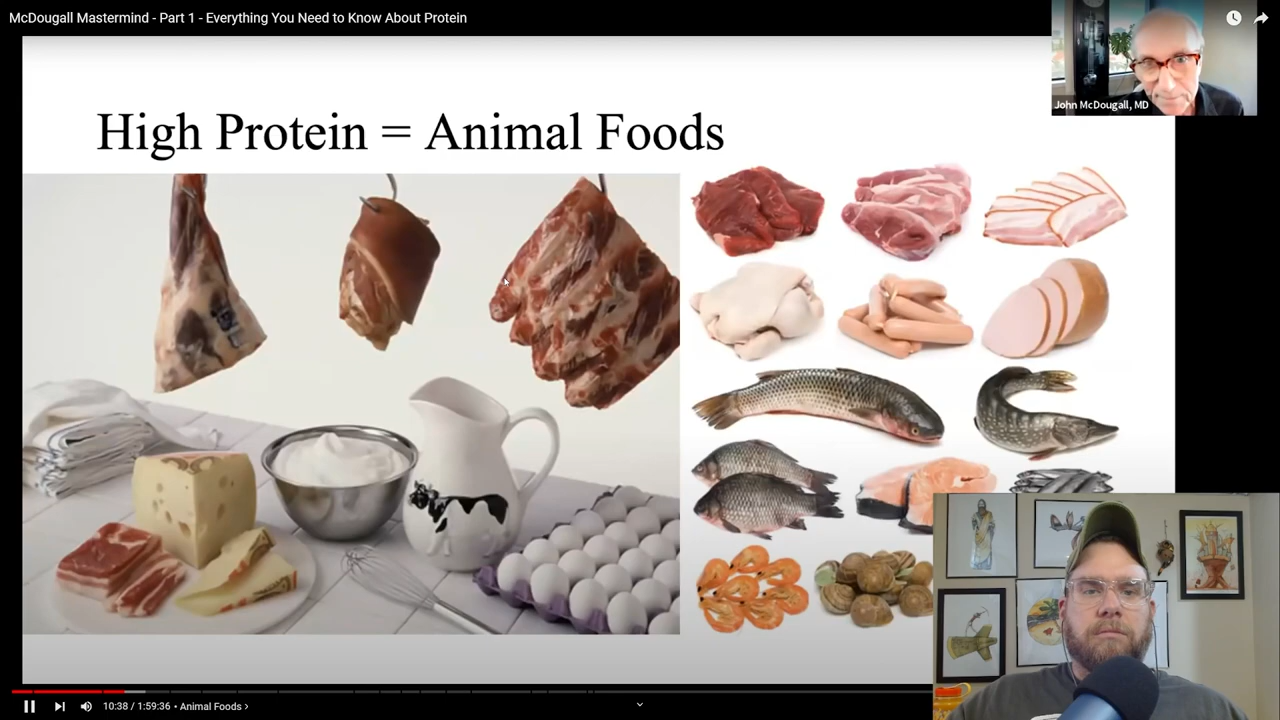 McDougall Mastermind - Part 1 - Everything You Need to Know About Protein
John McDougall, MD
High Protein = Animal Foods
10:38 / 1:59:36 • Animal Foods ›